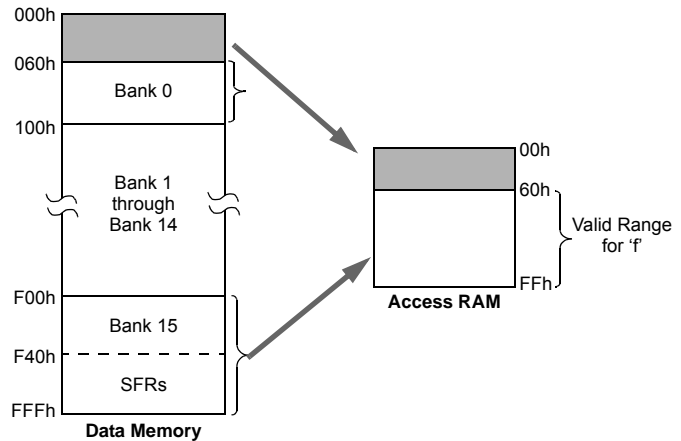 000h
060h
Bank 0
100h
Bank 1
through
Bank 14
F00h
Bank 15
F40h
SFRs
FFFh
Data Memory
00h
60h
Valid Range
for ‘f’
FFh
Access RAM